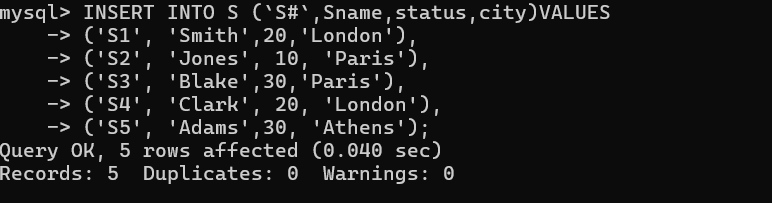 mysql> INSERT INTO S (`S#`,Sname,status,city)VALUES
    -> ('S1', 'Smith',20,'London'),
    -> ('S2', 'Jones', 10, 'Paris'),
    -> ('S3', 'Blake',30,'Paris'),
    -> ('S4', 'Clark', 20, 'London'),
    -> ('S5', 'Adams',30, 'Athens');
Query OK, 5 rows affected (0.040 sec)
Records: 5  Duplicates: 0  Warnings: 0